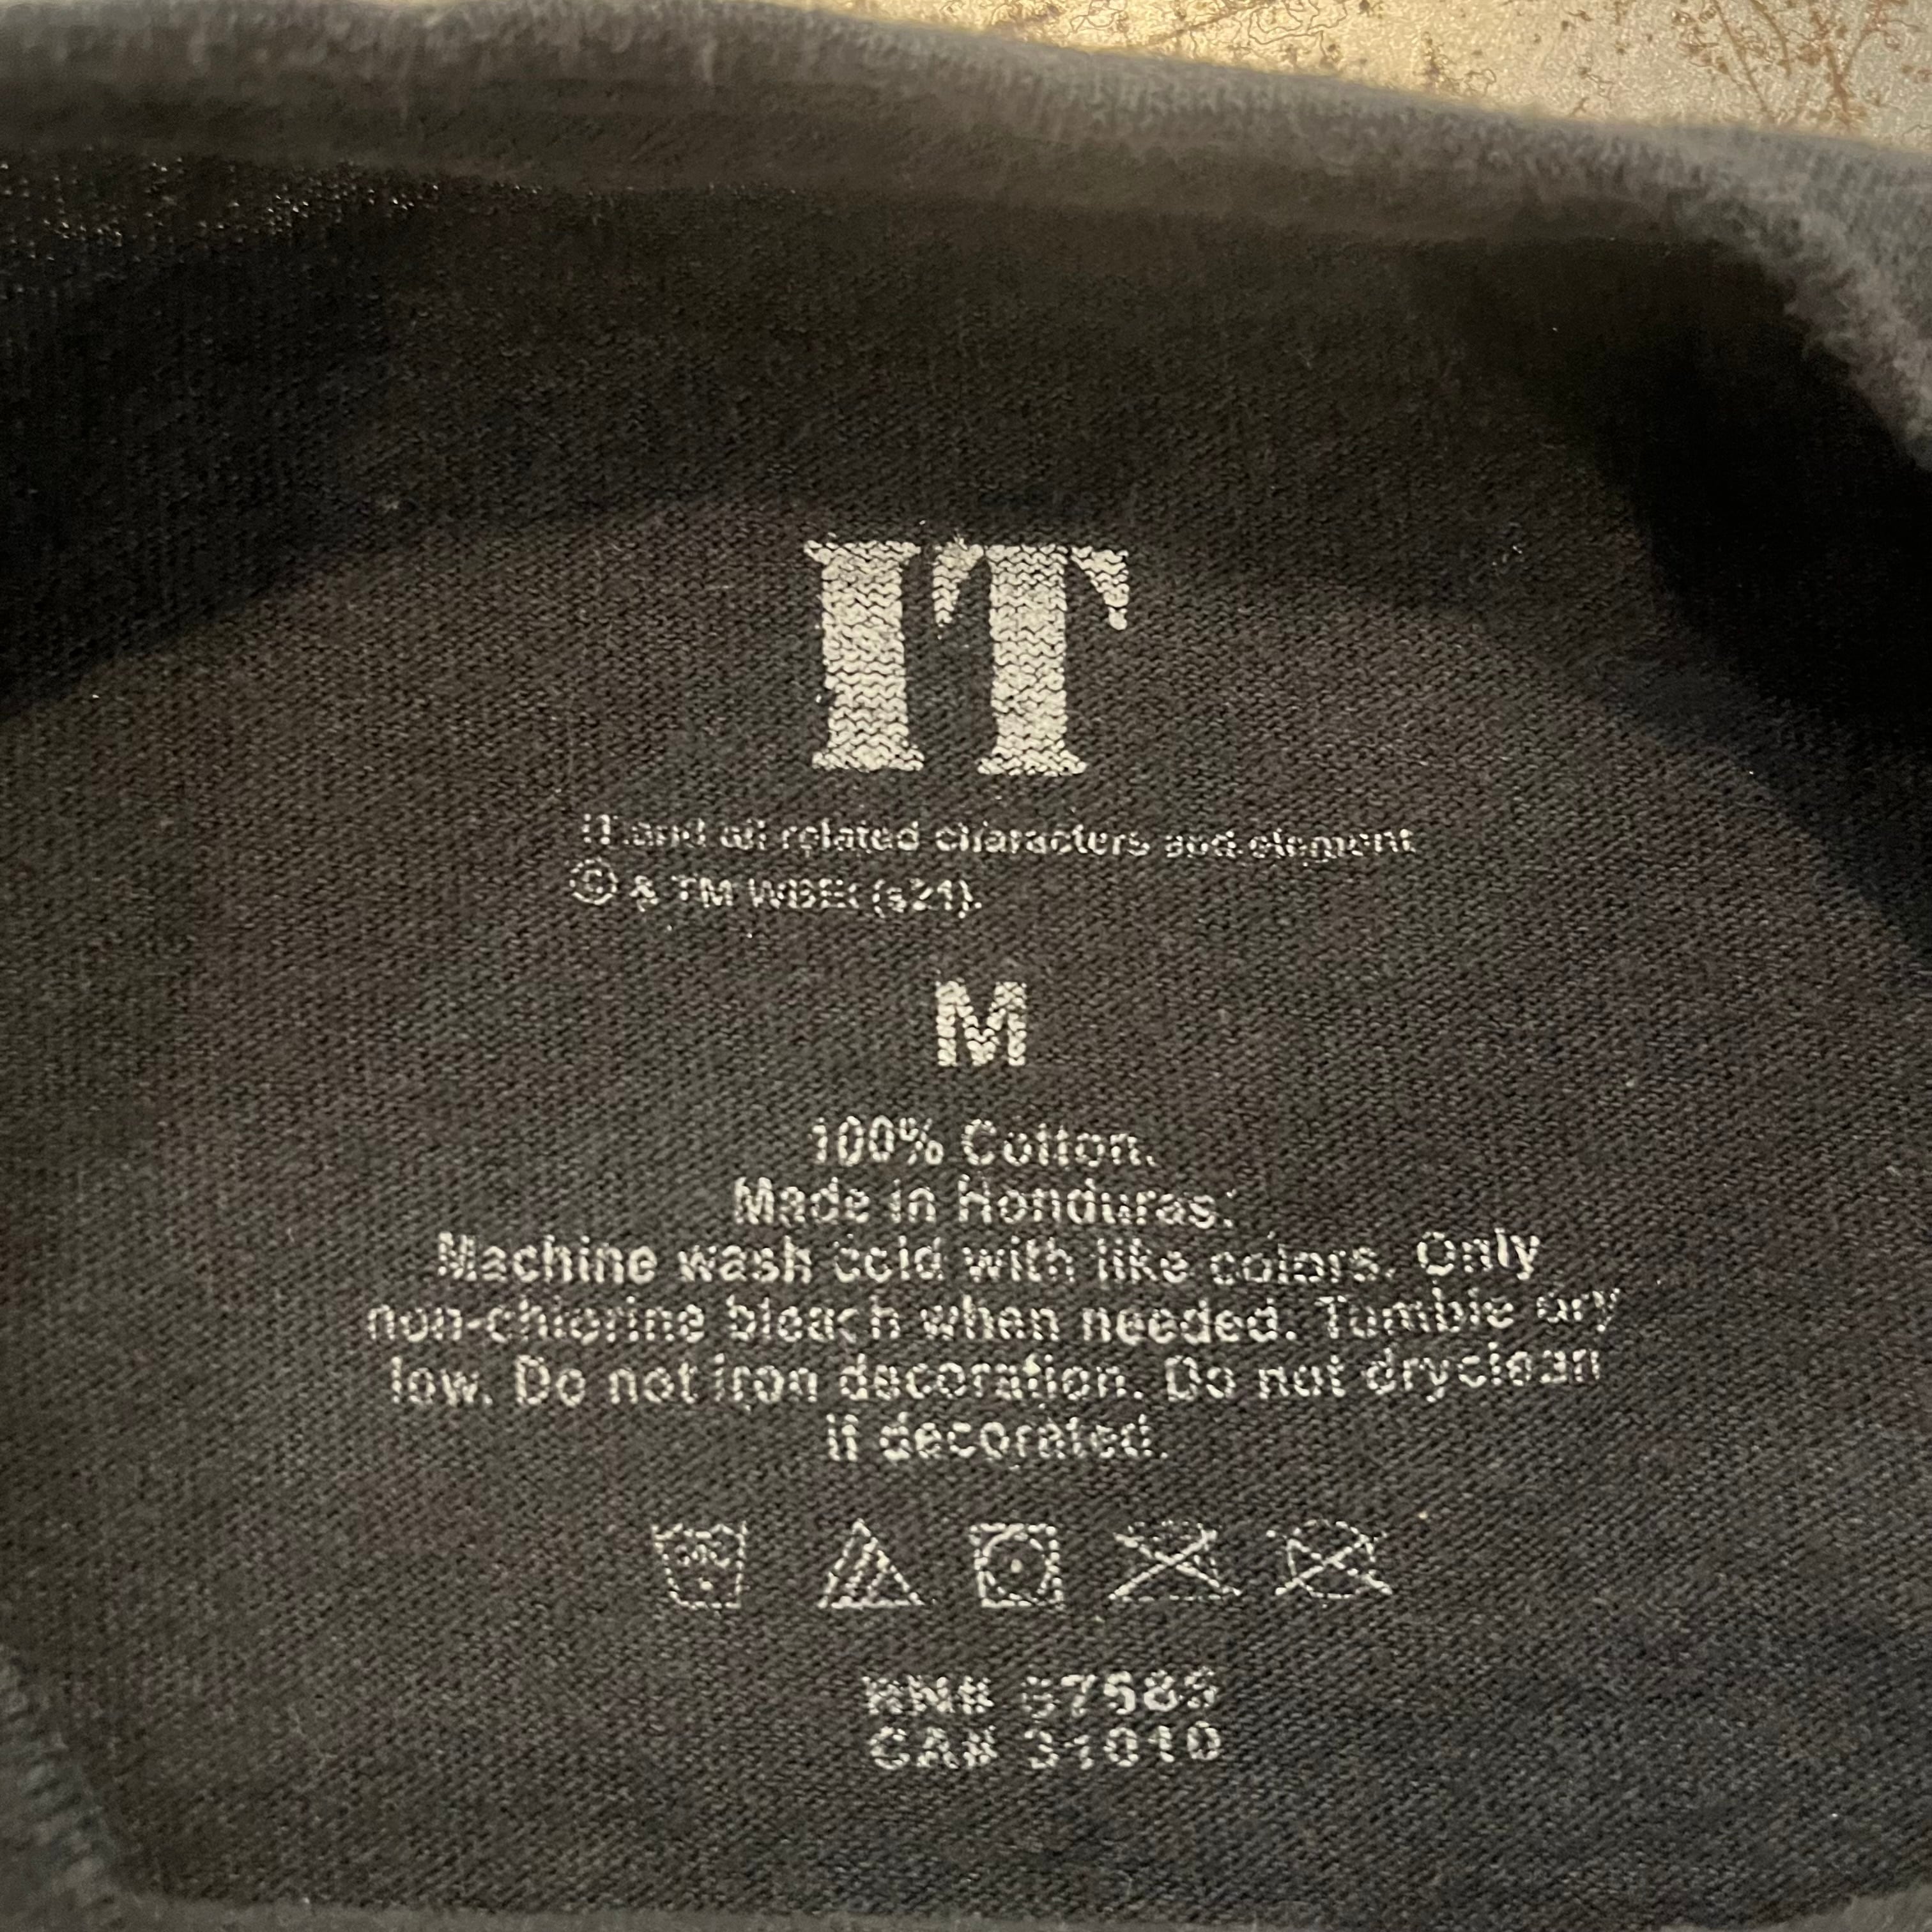 IT
IT and all related characters and element
© & TM WBEI (s21).
M
100% Cotton.
Made in Honduras.
Machine wash cold with like colors. Only
non-chlorine bleach when needed. Tumble dry
low. Do not iron decoration. Do not dryclean
if decorated.
RN#
CA# 31010